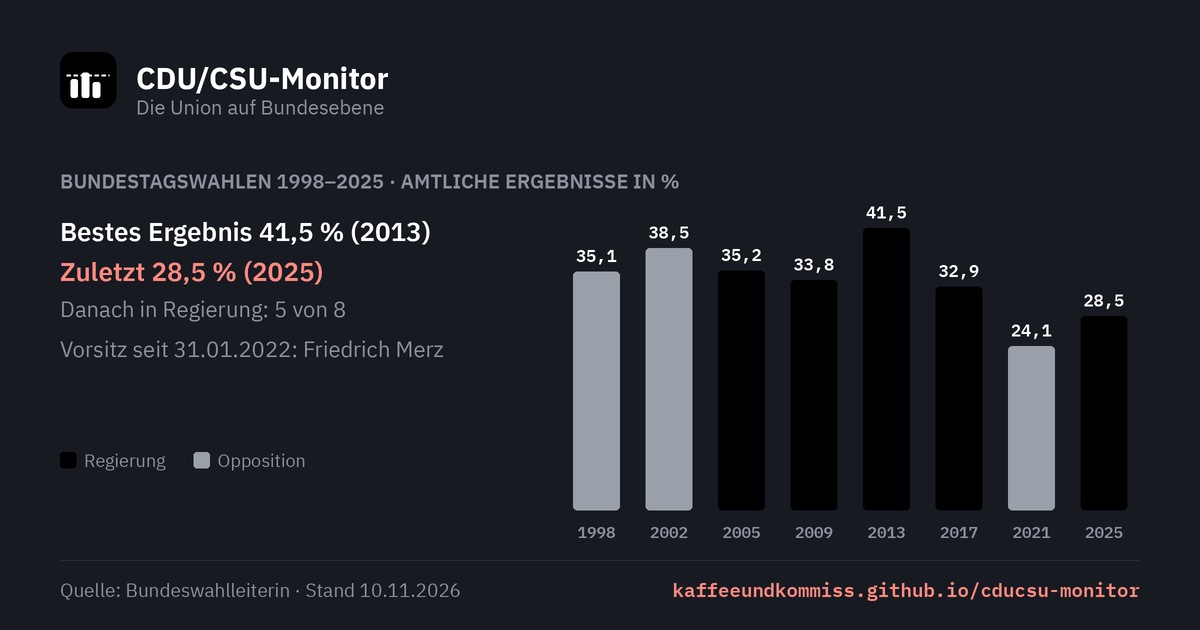 CDU/CSU-Monitor
Die Union auf Bundesebene
BUNDESTAGSWAHLEN 1998–2025 · AMTLICHE ERGEBNISSE IN %
Bestes Ergebnis 41,5 % (2013)
Zuletzt 28,5 % (2025)
Danach in Regierung: 5 von 8
Vorsitz seit 31.01.2022: Friedrich Merz
Regierung Opposition
35,1 38,5 35,2 33,8 41,5 32,9 24,1 28,5
1998 2002 2005 2009 2013 2017 2021 2025
Quelle: Bundeswahlleiterin · Stand 10.11.2026
kaffeeundkommiss.github.io/cducsu-monitor